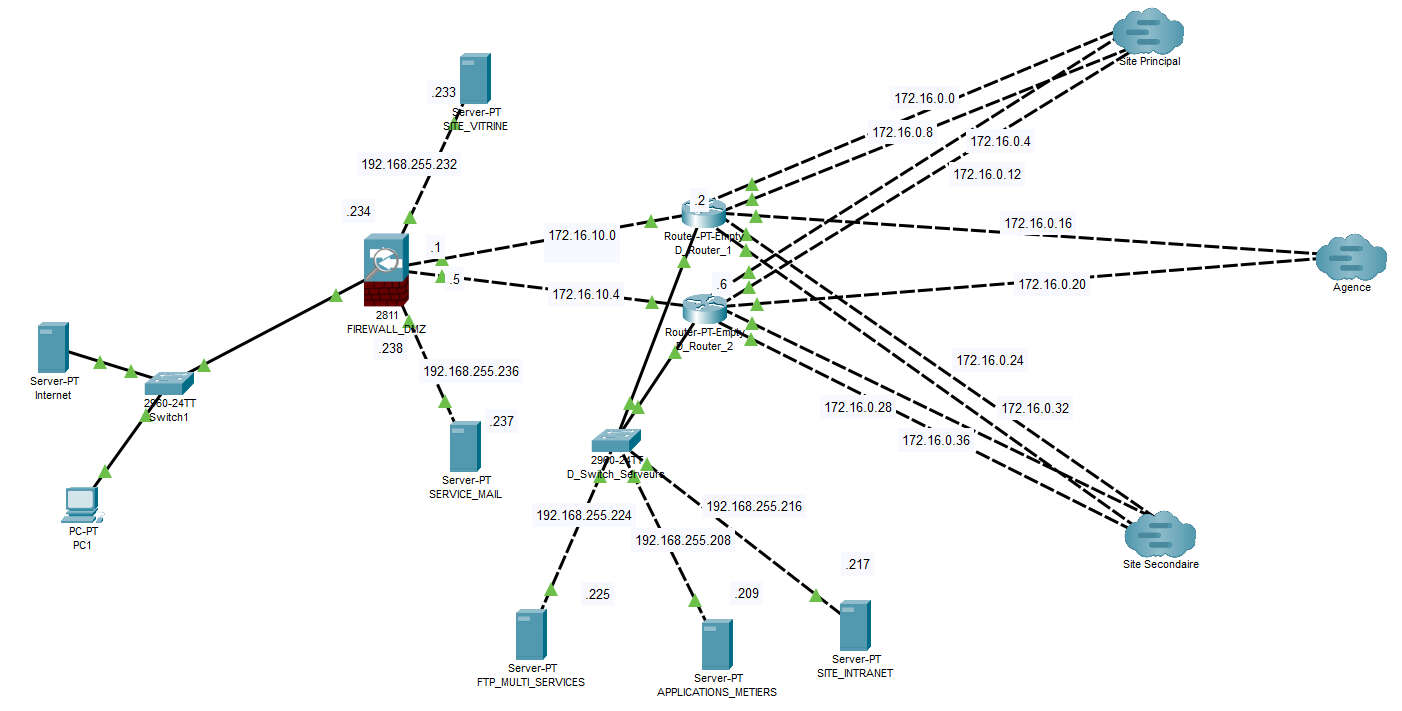 Site Principal
172.16.0.0
172.16.0.8
172.16.0.4
172.16.0.12
.233
Server-PT
SITE_VITRINE
192.168.255.232
.234
.2
172.16.0.16
Router-PT-Empty
D_Router_1
172.16.10.0
.1
.5
Agence
172.16.0.20
.6
172.16.10.4
2811
FIREWALL_DMZ
Router-PT-Empty
D_Router_2
.238
192.168.255.236
172.16.0.24
Server-PT
Internet
2960-24TT
Switch1
172.16.0.28
172.16.0.32
.237
172.16.0.36
2960-24TT
D_Switch_Serveurs
Server-PT
SERVICE_MAIL
192.168.255.216
192.168.255.224
192.168.255.208
PC-PT
PC1
Site Secondaire
.217
.225
.209
Server-PT
FTP_MULTI_SERVICES
Server-PT
APPLICATIONS_METIERS
Server-PT
SITE_INTRANET